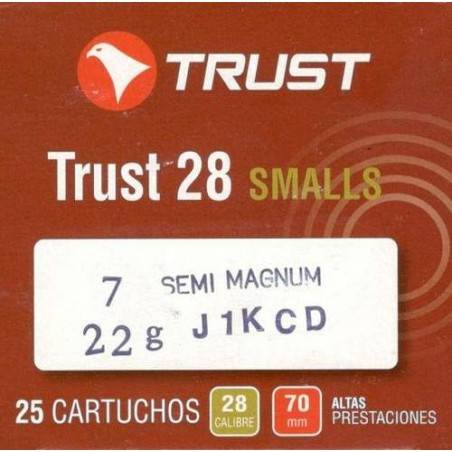 TRUST
Trust 28 SMALLS
7 SEMI MAGNUM
22g J1KCD
25 CARTUCHOS 28 CALIBRE 70 mm ALTAS PRESTACIONES